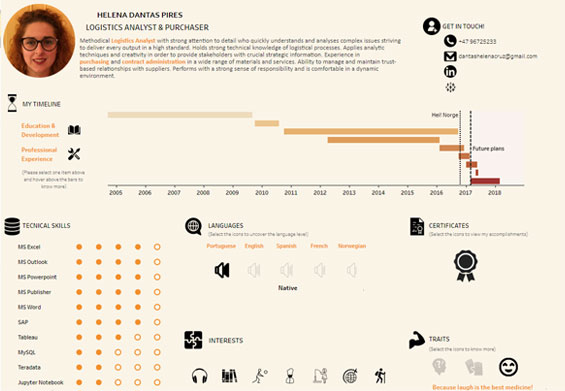 HELENA DANTAS PIRES
LOGISTICS ANALYST & PURCHASER
Methodical Logistics Analyst with strong attention to detail who quickly understands and analyses complex issues striving
to deliver every output in a high standard. Holds strong technical knowledge of logistical processes. Applies analytic
techniques and creativity in order to provide stakeholders with crucial strategic information. Experience in
purchasing and contract administration in a wide range of materials and services. Ability to manage and maintain trust-
based relationships with suppliers. Performs with a strong sense of responsibility and is comfortable in a dynamic
environment.
GET IN TOUCH!
+47 96725233
dantashelenacruz@gmail.com
MY TIMELINE
Education &
Development
Professional
Experience
(Please select one item above
and hover above the bars to
know more)
Heil Norge
Future plans
2005 2006 2007 2008 2009 2010 2011 2012 2013 2014 2015 2016 2017 2018
TECNICAL SKILLS
MS Excel
MS Outlook
MS Powerpoint
MS Publisher
MS Word
SAP
Tableau
MySQL
Teradata
Jupyter Notebook
LANGUAGES
(Select the icons to uncover the language level)
Portuguese English Spanish French Norwegian
Native
INTERESTS
CERTIFICATES
(Select the icons to view my accomplishments)
TRAITS
(Select the icons to know more)
Because laugh is the best medicine!